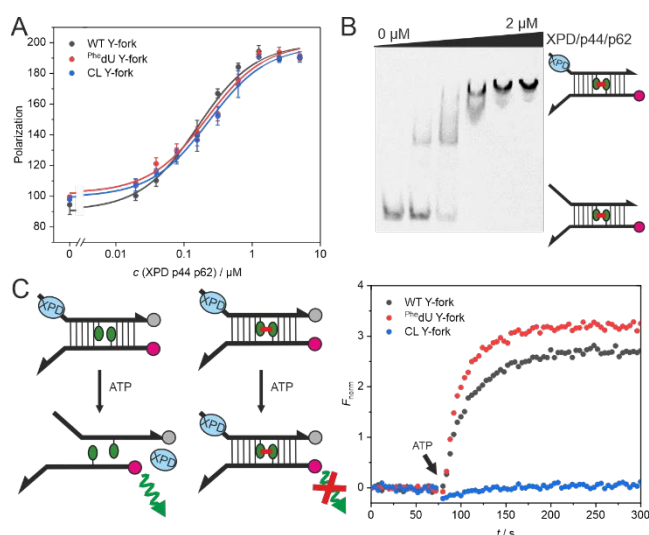 A
200
180
160
140
120
100
80
Polarization
0
0.01
0.1
1
10
c (XPD p44 p62) / µM
WT Y-fork
PhedU Y-fork
CL Y-fork
B
0 µM
2 µM
XPD/p44/p62
XPD
C
XPD
XPD
ATP
ATP
XPD
XPD
4
3
2
1
0
Fnorm
ATP
0
50
100
150
200
250
300
t / s
WT Y-fork
PhedU Y-fork
CL Y-fork